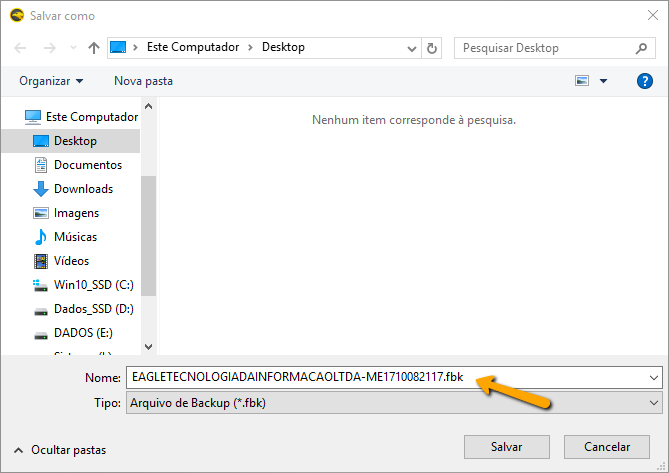 Salvar como
Este Computador > Desktop
Pesquisar Desktop
Organizar
Nova pasta
?
Este Computador
Desktop
Documentos
Downloads
Imagens
Músicas
Vídeos
Win10_SSD (C:)
Dados_SSD (D:)
DADOS (E:)
Nenhum item corresponde à pesquisa.
Nome: EAGLETECNOLOGIADAINFORMACAOLTDA-ME1710082117.fbk
Tipo: Arquivo de Backup (*.fbk)
Ocultar pastas
Salvar
Cancelar